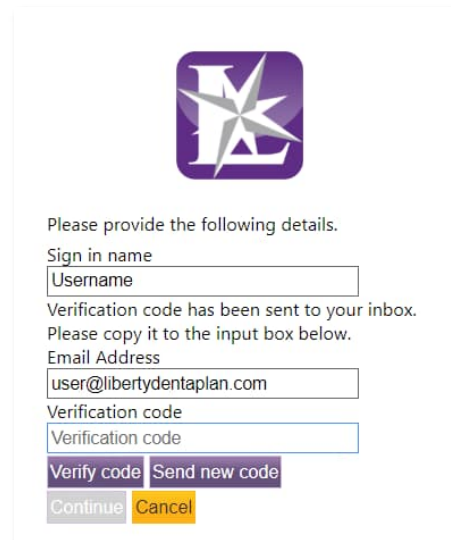 L
Please provide the following details.
Sign in name
Username
Verification code has been sent to your inbox.
Please copy it to the input box below.
Email Address
user@libertydentaplan.com
Verification code
Verification code
Verify code Send new code
Continue Cancel